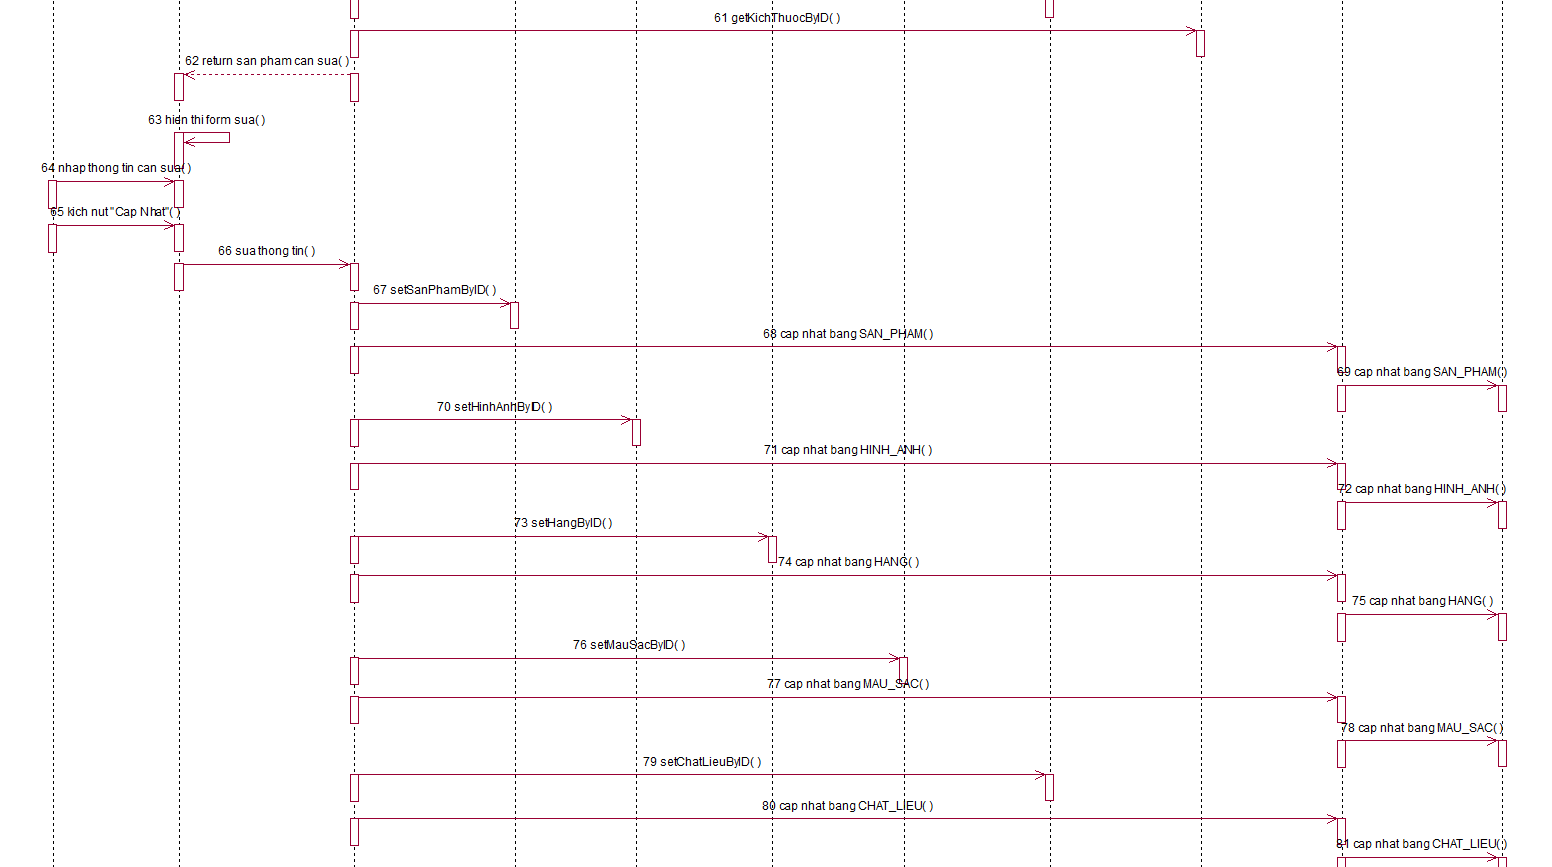 61 getKichThuocByID( )
62 return san pham can sua( )
63 hien thi form sua( )
64 nhap thong tin can sua( )
65 kich nut "Cap Nhat"( )
66 sua thong tin( )
67 setSanPhamByID( )
68 cap nhat bang SAN_PHAM( )
69 cap nhat bang SAN_PHAM( )
70 setHinhAnhByID( )
71 cap nhat bang HINH_ANH( )
72 cap nhat bang HINH_ANH( )
73 setHangByID( )
74 cap nhat bang HANG( )
75 cap nhat bang HANG( )
76 setMauSacByID( )
77 cap nhat bang MAU_SAC( )
78 cap nhat bang MAU_SAC( )
79 setChatLieuByID( )
80 cap nhat bang CHAT_LIEU( )
81 cap nhat bang CHAT_LIEU( )